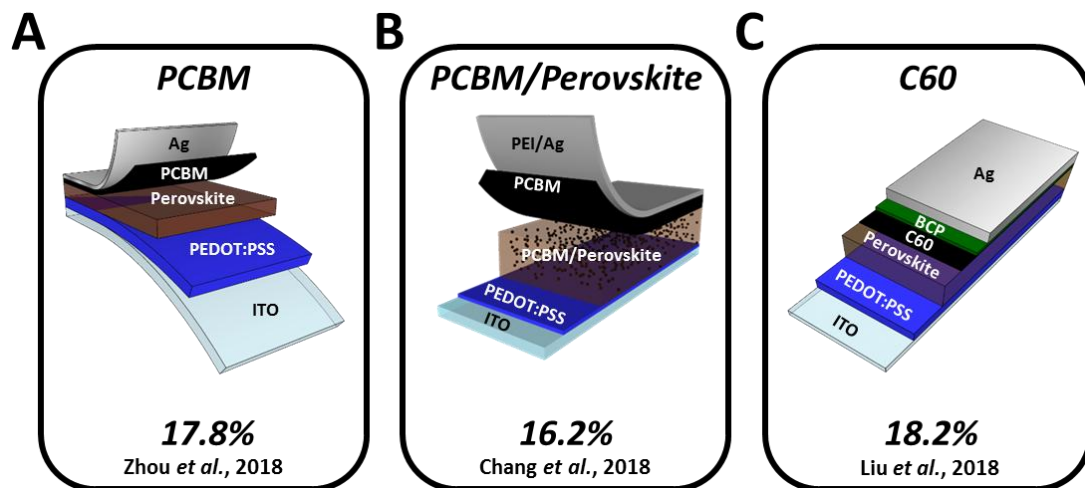 A
PCBM
Ag
PCBM
Perovskite
PEDOT:PSS
ITO
17.8%
Zhou et al., 2018
B
PCBM/Perovskite
PEI/Ag
PCBM
PCBM/Perovskite
PEDOT:PSS
ITO
16.2%
Chang et al., 2018
C
C60
Ag
BCP
C60
Perovskite
PEDOT:PSS
ITO
18.2%
Liu et al., 2018